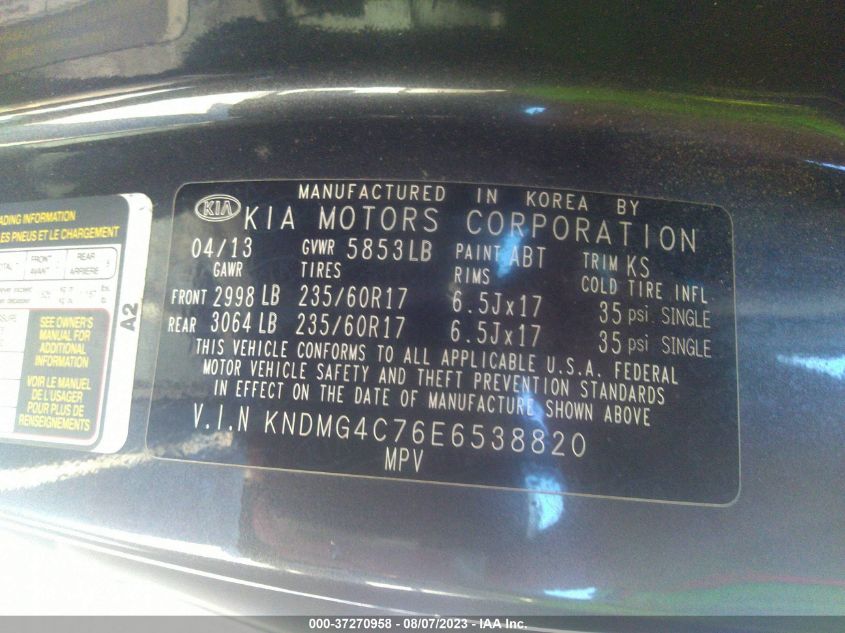 MANUFACTURED IN KOREA BY
KIA KIA MOTORS CORPORATION
04/13 GVWR 5853LB PAINT ABT TRIM KS
GAWR TIRES RIMS COLD TIRE INFL
FRONT 2998 LB 235/60R17 6.5Jx17 35 psi SINGLE
REAR 3064 LB 235/60R17 6.5Jx17 35 psi SINGLE
THIS VEHICLE CONFORMS TO ALL APPLICABLE U.S.A. FEDERAL
MOTOR VEHICLE SAFETY AND THEFT PREVENTION STANDARDS
IN EFFECT ON THE DATE OF MANUFACTURE SHOWN ABOVE
V.I.N KNDMG4C76E6538820
MPV
INFORMATION
LES PNEUS ET LE CHARGEMENT
FRONT REAR
AVANT ARRIÈRE
SEE OWNER'S
MANUAL FOR
ADDITIONAL
INFORMATION
VOIR LE MANUEL
DE L'USAGER
POUR PLUS DE
RENSEIGNEMENTS
A2
000-37270958 - 08/07/2023 - IAA Inc.